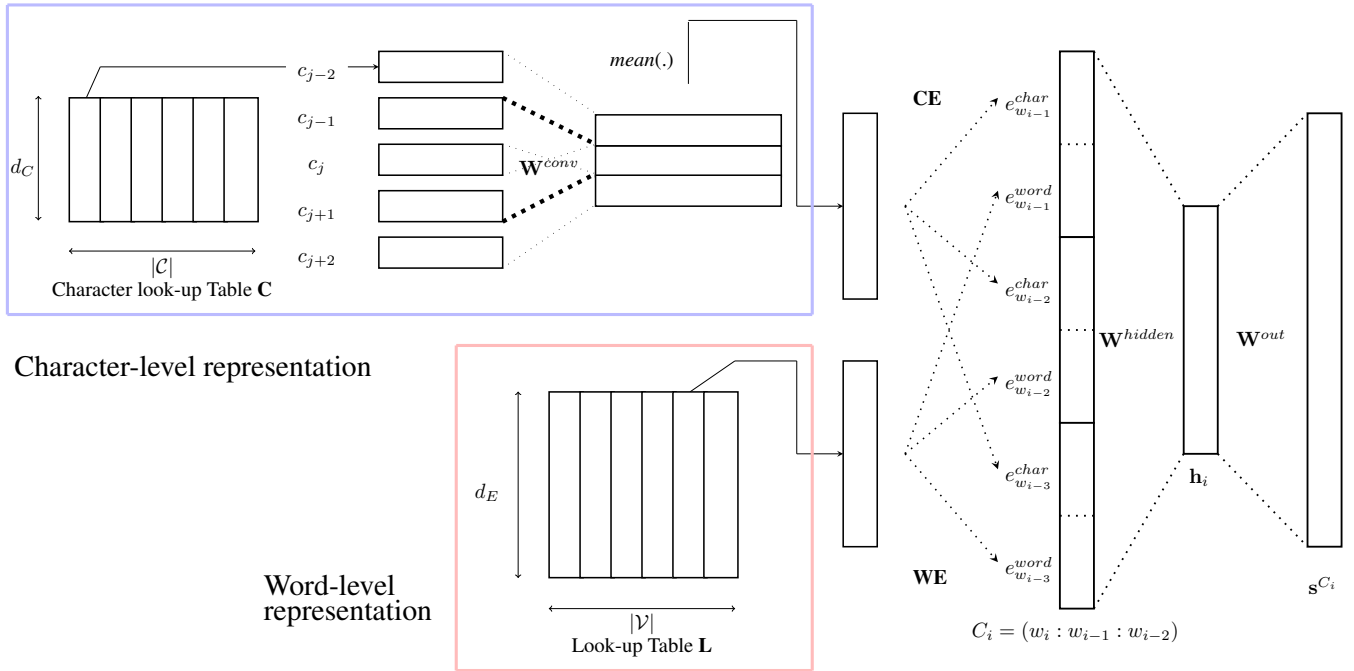 c_{j−2}
mean(.)
c_{j−1}
CE
e^{char}_{w_{i−1}}
d_C
c_j
W^{conv}
e^{word}_{w_{i−1}}
c_{j+1}
c_{j+2}
|𝒞|
Character look-up Table C
e^{char}_{w_{i−2}}
W^{hidden}
W^{out}
Character-level representation
e^{word}_{w_{i−2}}
e^{char}_{w_{i−3}}
h_i
d_E
e^{word}_{w_{i−3}}
WE
Word-level
representation
s^{C_i}
|𝒱|
Look-up Table L
C_i = (w_i : w_{i−1} : w_{i−2})